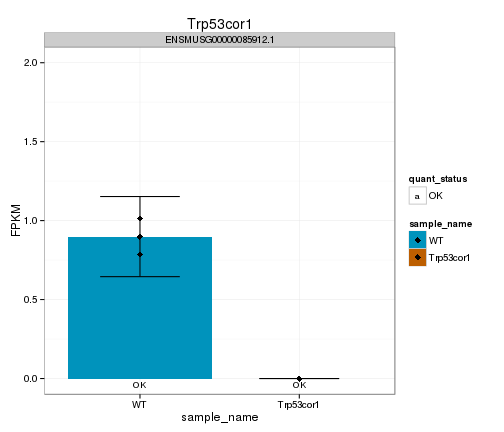 Trp53cor1
ENSMUSG00000085912.1
2.0
1.5
1.0
0.5
0.0
FPKM
OK OK
WT Trp53cor1
sample_name
quant_status
a OK
sample_name
WT
Trp53cor1